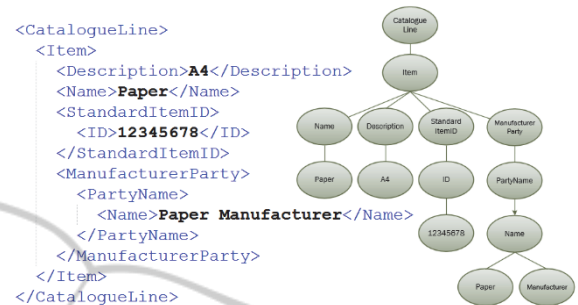 <CatalogueLine>
<Item>
<Description>A4</Description>
<Name>Paper</Name>
<StandardItemID>
<ID>12345678</ID>
</StandardItemID>
<ManufacturerParty>
<PartyName>
<Name>Paper Manufacturer</Name>
</PartyName>
</ManufacturerParty>
</Item>
</CatalogueLine>
Catalogue
Line
Item
Name
Description
Standard
ItemID
Manufacturer
Party
Paper
A4
ID
PartyName
12345678
Name
Paper
Manufacturer